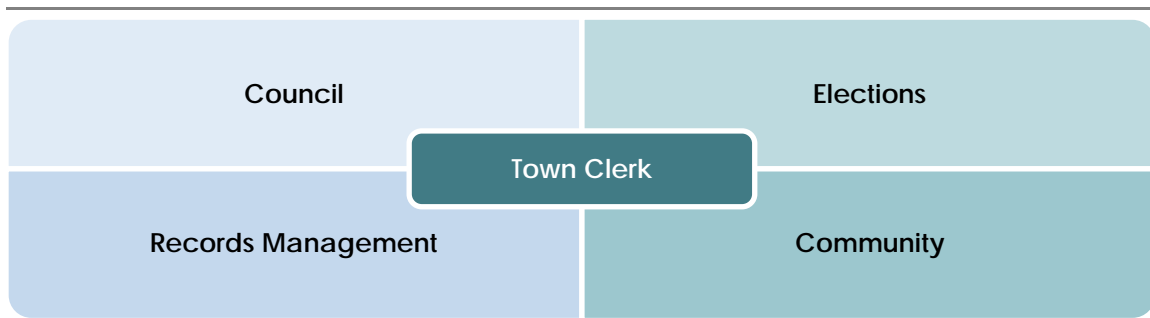 Council
Elections
Town Clerk
Records Management
Community